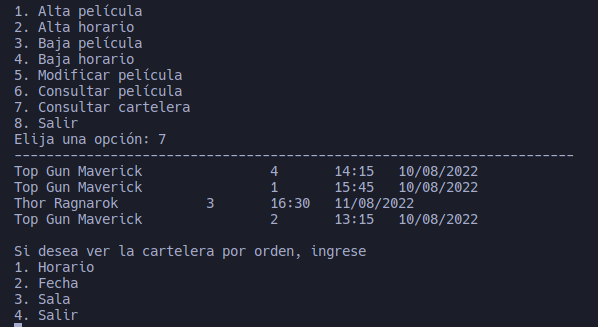 1. Alta película
2. Alta horario
3. Baja película
4. Baja horario
5. Modificar película
6. Consultar película
7. Consultar cartelera
8. Salir
Elija una opción: 7
----------------------------------------------------------------------
Top Gun Maverick                4       14:15   10/08/2022
Top Gun Maverick                1       15:45   10/08/2022
Thor Ragnarok           3       16:30   11/08/2022
Top Gun Maverick                2       13:15   10/08/2022
Si desea ver la cartelera por orden, ingrese
1. Horario
2. Fecha
3. Sala
4. Salir